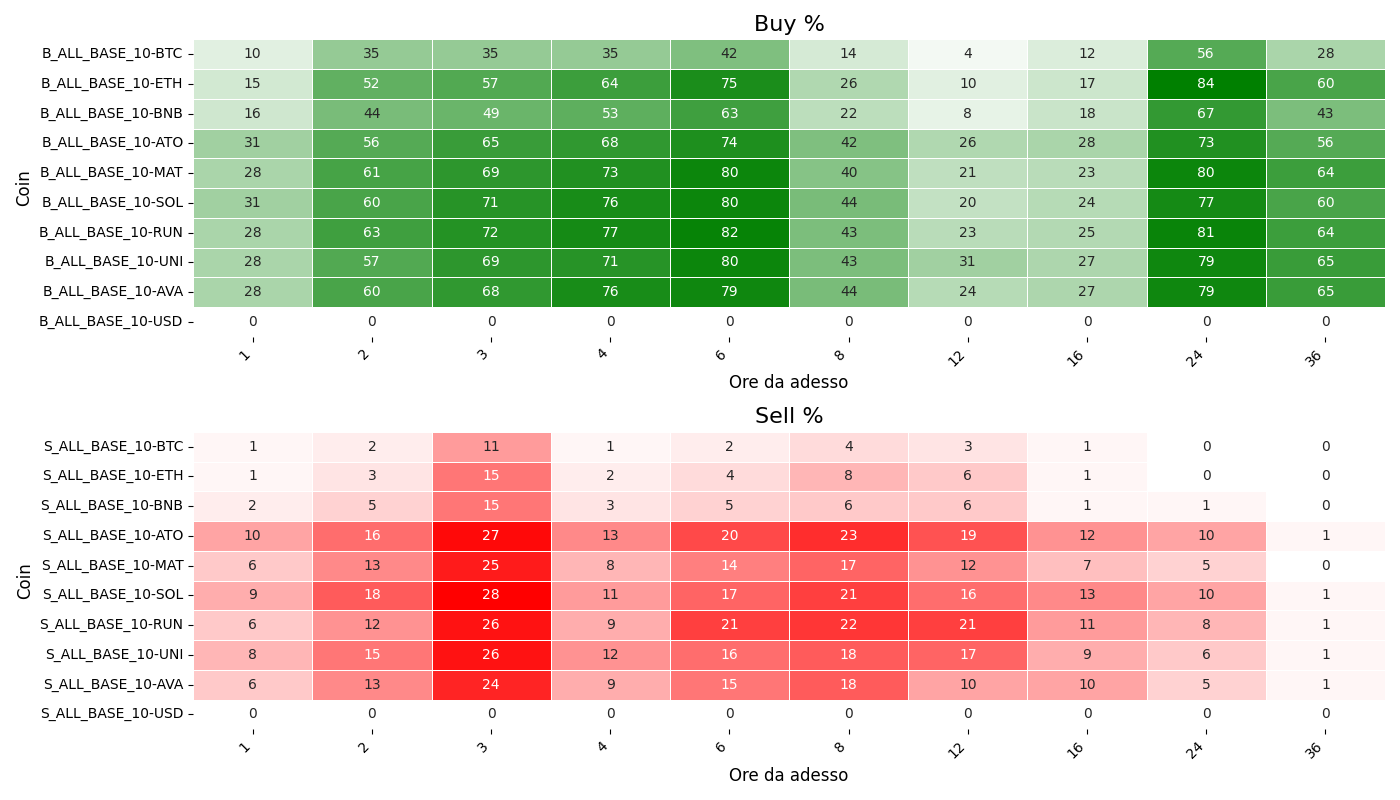 Buy %
Coin
B_ALL_BASE_10-BTC 10 35 35 35 42 14 4 12 56 28
B_ALL_BASE_10-ETH 15 52 57 64 75 26 10 17 84 60
B_ALL_BASE_10-BNB 16 44 49 53 63 22 8 18 67 43
B_ALL_BASE_10-ATO 31 56 65 68 74 42 26 28 73 56
B_ALL_BASE_10-MAT 28 61 69 73 80 40 21 23 80 64
B_ALL_BASE_10-SOL 31 60 71 76 80 44 20 24 77 60
B_ALL_BASE_10-RUN 28 63 72 77 82 43 23 25 81 64
B_ALL_BASE_10-UNI 28 57 69 71 80 43 31 27 79 65
B_ALL_BASE_10-AVA 28 60 68 76 79 44 24 27 79 65
B_ALL_BASE_10-USD 0 0 0 0 0 0 0 0 0 0
1 2 3 4 6 8 12 16 24 36
Ore da adesso
Sell %
Coin
S_ALL_BASE_10-BTC 1 2 11 1 2 4 3 1 0 0
S_ALL_BASE_10-ETH 1 3 15 2 4 8 6 1 0 0
S_ALL_BASE_10-BNB 2 5 15 3 5 6 6 1 1 0
S_ALL_BASE_10-ATO 10 16 27 13 20 23 19 12 10 1
S_ALL_BASE_10-MAT 6 13 25 8 14 17 12 7 5 0
S_ALL_BASE_10-SOL 9 18 28 11 17 21 16 13 10 1
S_ALL_BASE_10-RUN 6 12 26 9 21 22 21 11 8 1
S_ALL_BASE_10-UNI 8 15 26 12 16 18 17 9 6 1
S_ALL_BASE_10-AVA 6 13 24 9 15 18 10 10 5 1
S_ALL_BASE_10-USD 0 0 0 0 0 0 0 0 0 0
1 2 3 4 6 8 12 16 24 36
Ore da adesso